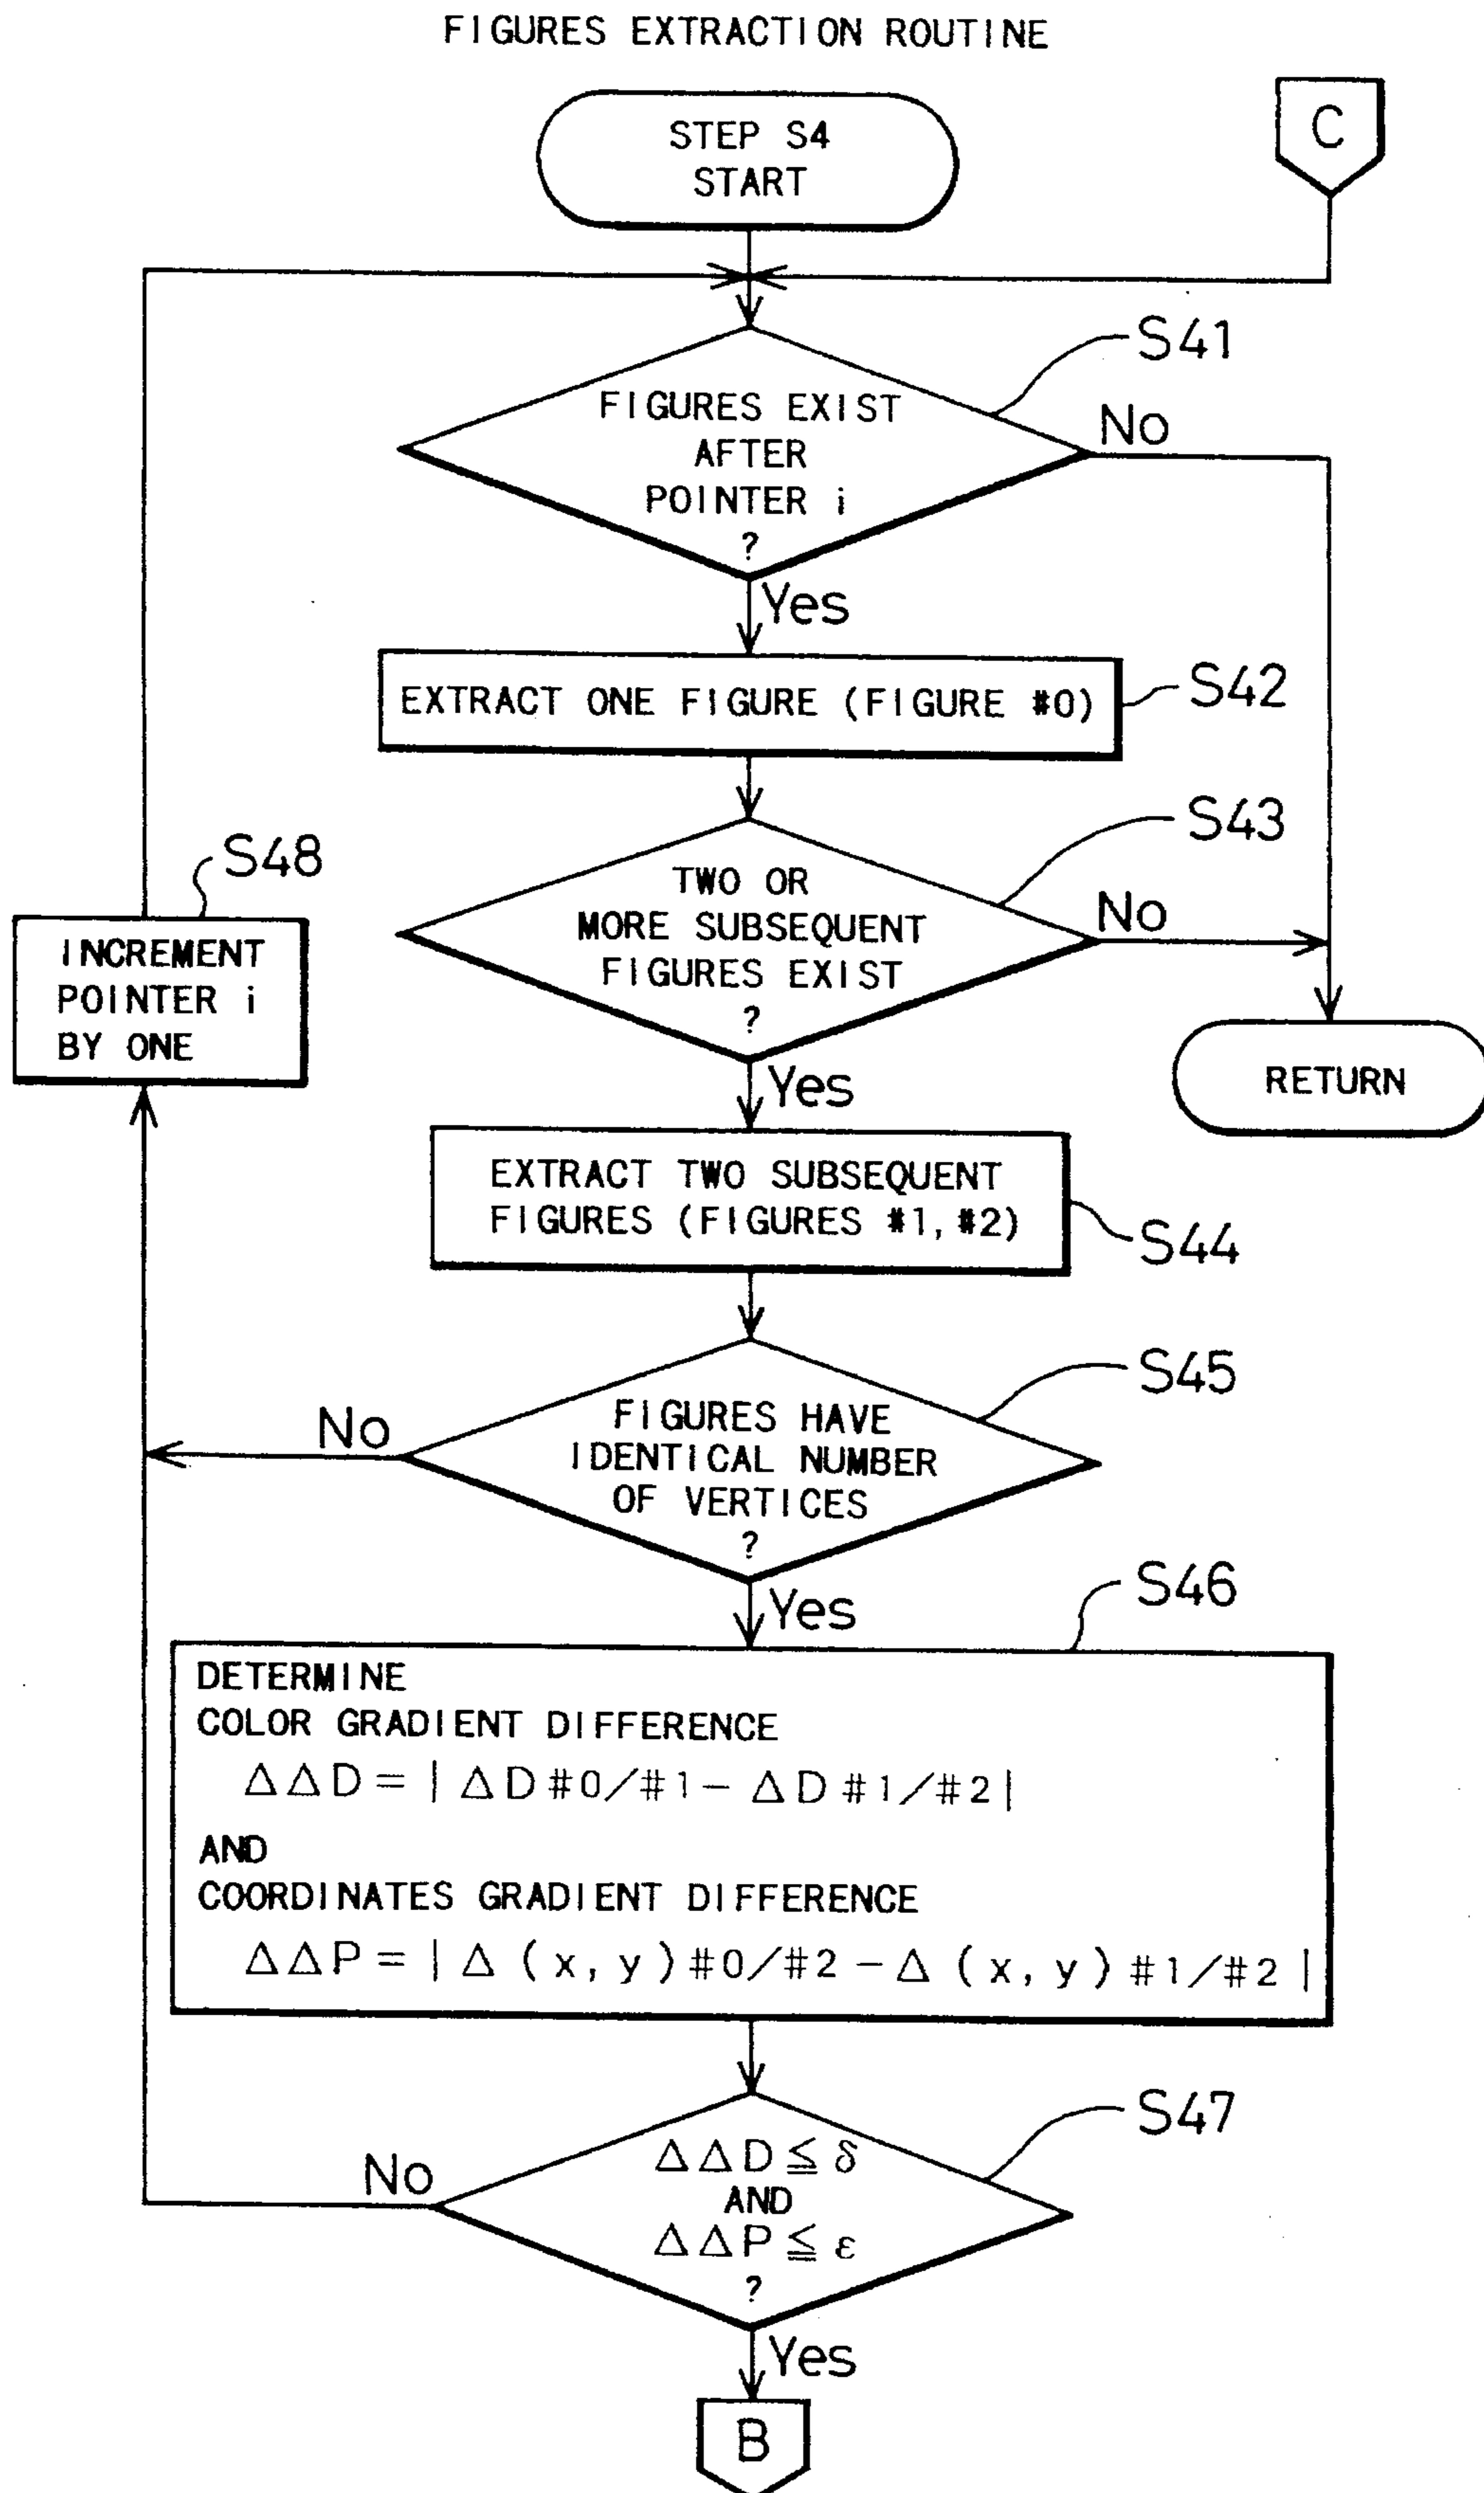 FIGURES EXTRACTION ROUTINE
STEP S4
START
C
S41
FIGURES EXIST
AFTER
POINTER i
?
No
Yes
EXTRACT ONE FIGURE (FIGURE #0)
S42
S43
TWO OR
MORE SUBSEQUENT
FIGURES EXIST
?
No
S48
INCREMENT
POINTER i
BY ONE
RETURN
Yes
EXTRACT TWO SUBSEQUENT
FIGURES (FIGURES #1, #2)
S44
S45
FIGURES HAVE
IDENTICAL NUMBER
OF VERTICES
?
No
Yes
S46
DETERMINE
COLOR GRADIENT DIFFERENCE
ΔΔD=|ΔD#0/#1-ΔD#1/#2|
AND
COORDINATES GRADIENT DIFFERENCE
ΔΔP=|Δ(x, y)#0/#2-Δ(x, y)#1/#2|
S47
ΔΔD≦δ
AND
ΔΔP≦ε
?
No
Yes
B